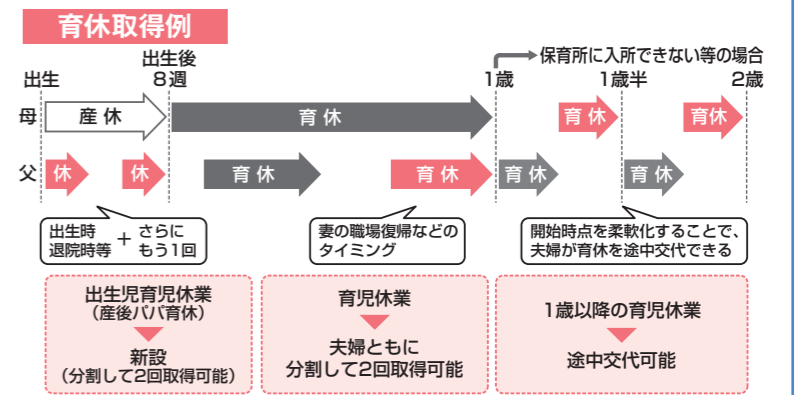 育休取得例
保育所に入所できない等の場合
出生
出生後
8週
1歳
1歳半
2歳
母
産休
育休
育休
育休
父
休
休
育休
育休
育休
育休
出生時
退院時等
+
さらに
もう1回
妻の職場復帰などの
タイミング
開始時点を柔軟化することで、
夫婦が育休を途中交代できる
出生児育児休業
(産後パパ育休)
新設
(分割して2回取得可能)
育児休業
夫婦ともに
分割して2回取得可能
1歳以降の育児休業
途中交代可能